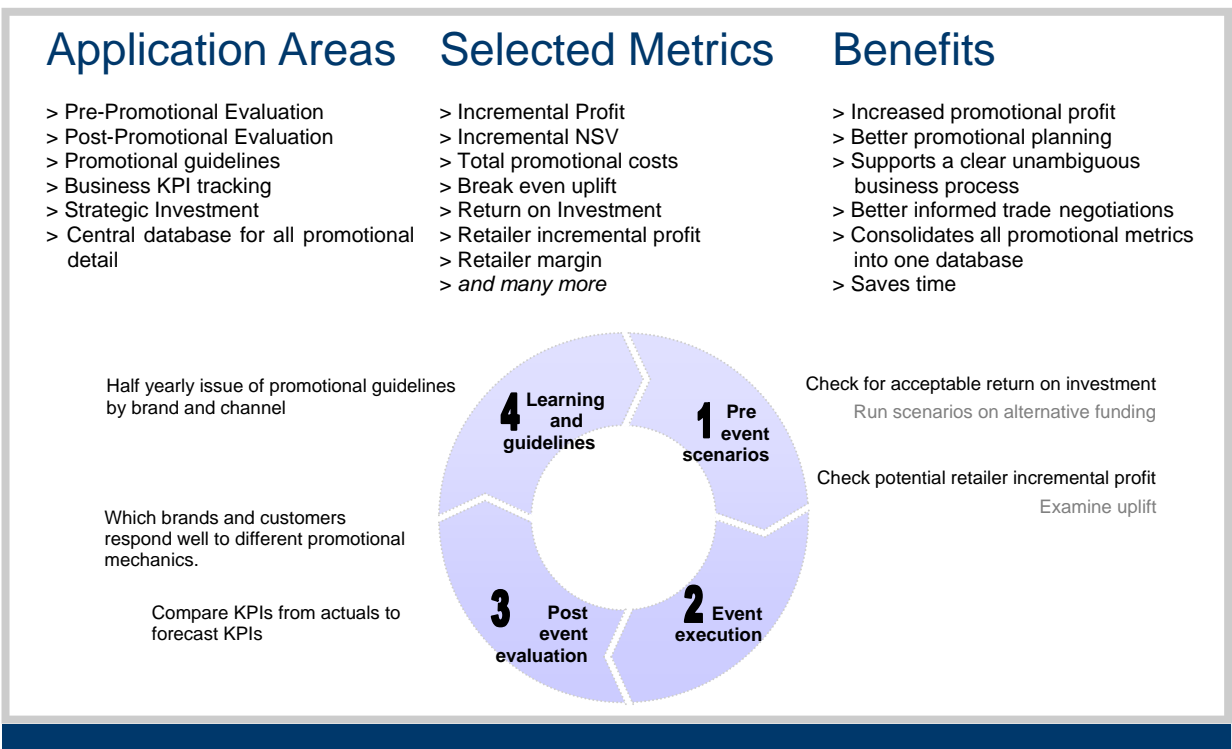 Application Areas
> Pre-Promotional Evaluation
> Post-Promotional Evaluation
> Promotional guidelines
> Business KPI tracking
> Strategic Investment
> Central database for all promotional
detail
Selected Metrics
> Incremental Profit
> Incremental NSV
> Total promotional costs
> Break even uplift
> Return on Investment
> Retailer incremental profit
> Retailer margin
> and many more
Benefits
> Increased promotional profit
> Better promotional planning
> Supports a clear unambiguous
business process
> Better informed trade negotiations
> Consolidates all promotional metrics
into one database
> Saves time
Half yearly issue of promotional guidelines
by brand and channel
4 Learning
and
guidelines
1 Pre
event
scenarios
Check for acceptable return on investment
Run scenarios on alternative funding
Check potential retailer incremental profit
Examine uplift
Which brands and customers
respond well to different promotional
mechanics.
Compare KPIs from actuals to
forecast KPIs
3 Post
event
evaluation
2 Event
execution